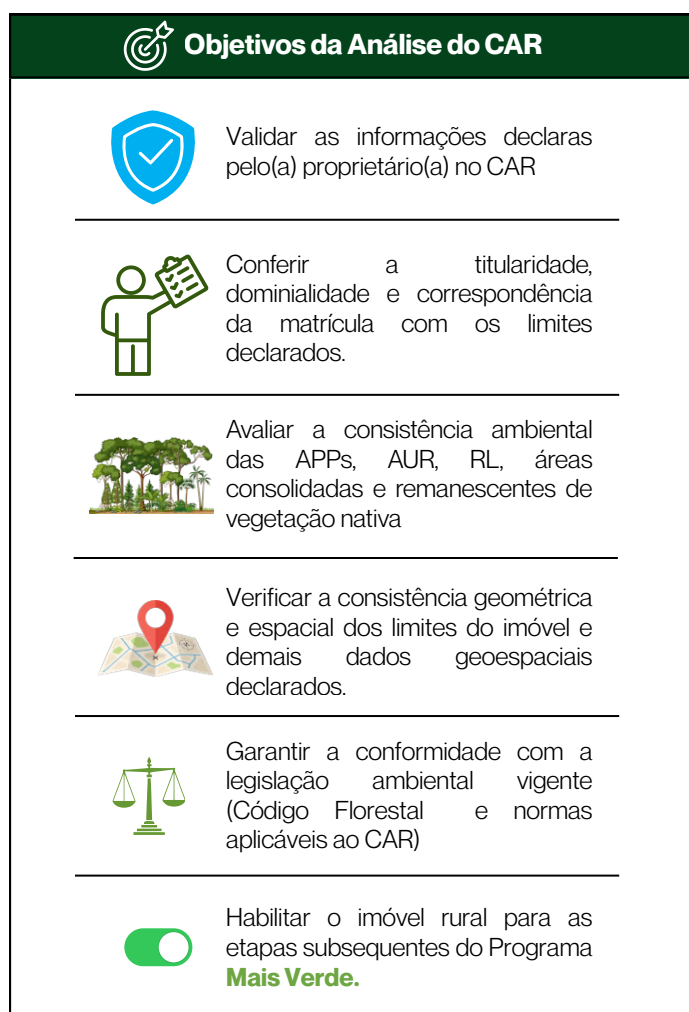 Objetivos da Análise do CAR
Validar as informações declaras
pelo(a) proprietário(a) no CAR
Conferir a titularidade,
dominialidade e correspondência
da matrícula com os limites
declarados.
Avaliar a consistência ambiental
das APPs, AUR, RL, áreas
consolidadas e remanescentes de
vegetação nativa
Verificar a consistência geométrica
e espacial dos limites do imóvel e
demais dados geoespaciais
declarados.
Garantir a conformidade com a
legislação ambiental vigente
(Código Florestal e normas
aplicáveis ao CAR)
Habilitar o imóvel rural para as
etapas subsequentes do Programa
Mais Verde.